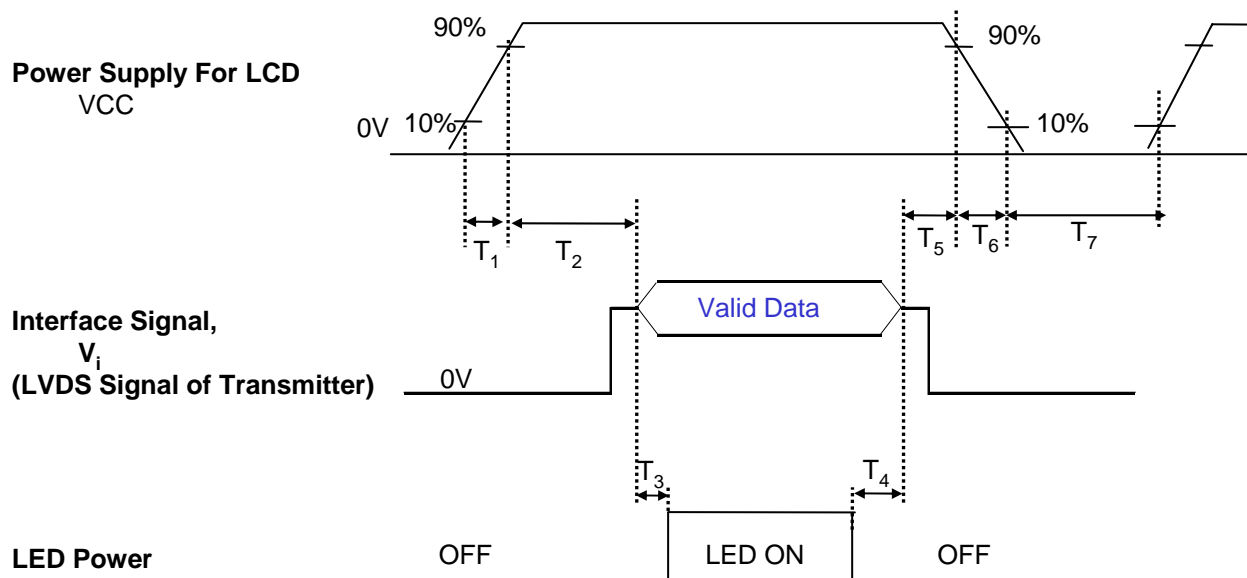 90%
90%
Power Supply For LCD
VCC
0V
10%
10%
T1
T2
T5
T6
T7
Valid Data
Interface Signal,
Vi
(LVDS Signal of Transmitter)
0V
T3
T4
LED Power
OFF
LED ON
OFF